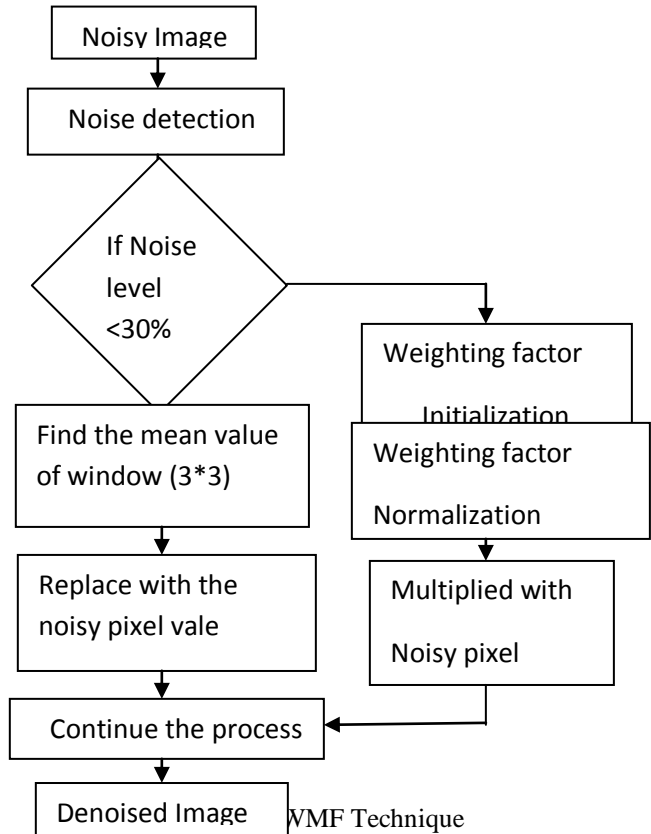 Noisy Image
Noise detection
If Noise
level
<30%
Weighting factor
Initialization
Find the mean value
of window (3*3)
Weighting factor
Normalization
Replace with the
noisy pixel vale
Multiplied with
Noisy pixel
Continue the process
Denoised Image
Technique